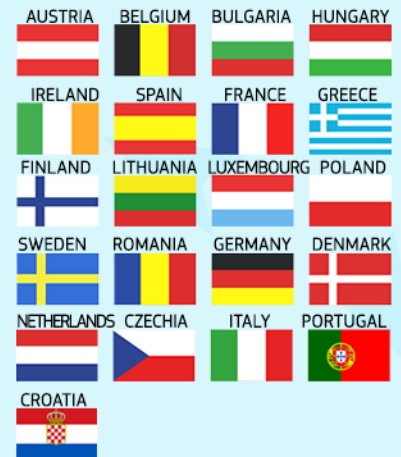 AUSTRIA BELGIUM BULGARIA HUNGARY
IRELAND SPAIN FRANCE GREECE
FINLAND LITHUANIA LUXEMBOURG POLAND
SWEDEN ROMANIA GERMANY DENMARK
NETHERLANDS CZECHIA ITALY PORTUGAL
CROATIA